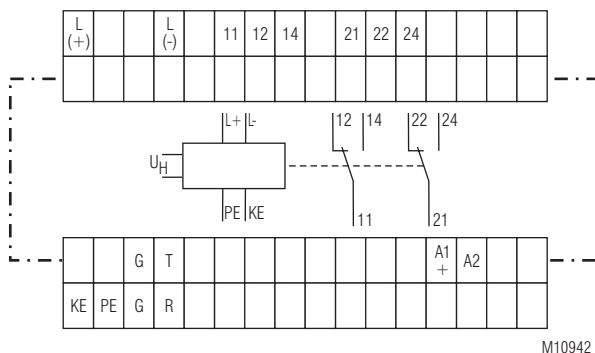 L (+) L (-) 11 12 14 21 22 24
L+ L- 12 14 22 24
UH
PE KE 11 21
G T A1 + A2
KE PE G R
M10942